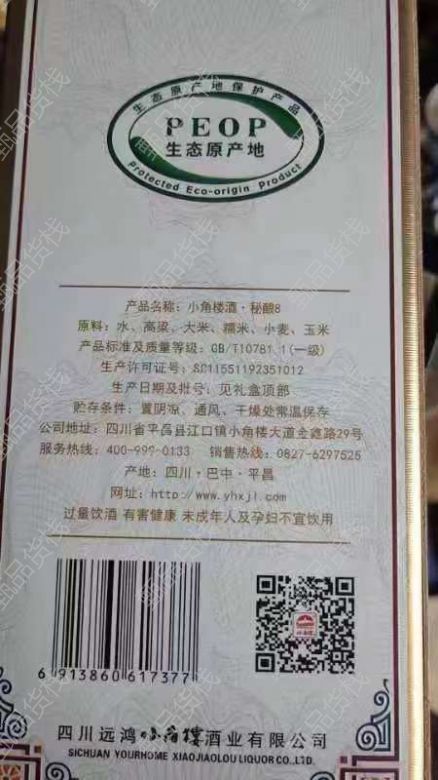 生态原产地保护产品
PEOP
生态原产地
Protected Eco-origin Product
产品名称：小角楼酒·秘酿8
原料：水、高粱、大米、糯米、小麦、玉米
产品标准及质量等级：GB/T10781.1(一级)
生产许可证号：SC11551192351012
生产日期及批号：见礼盒顶部
贮存条件：置阴凉、通风、干燥处常温保存
公司地址：四川省平昌县江口镇小角楼大道金鑫路29号
服务热线：400-999-0133 销售热线：0827-6297525
产地：四川·巴中·平昌
网址：http://www.yhxjl.com
过量饮酒 有害健康 未成年人及孕妇不宜饮用
6 913860 617377
四川远鸿小角楼酒业有限公司
SICHUAN YOURHOME XIAOJIAOLOU LIQUOR CO.,LTD.
甄品货栈